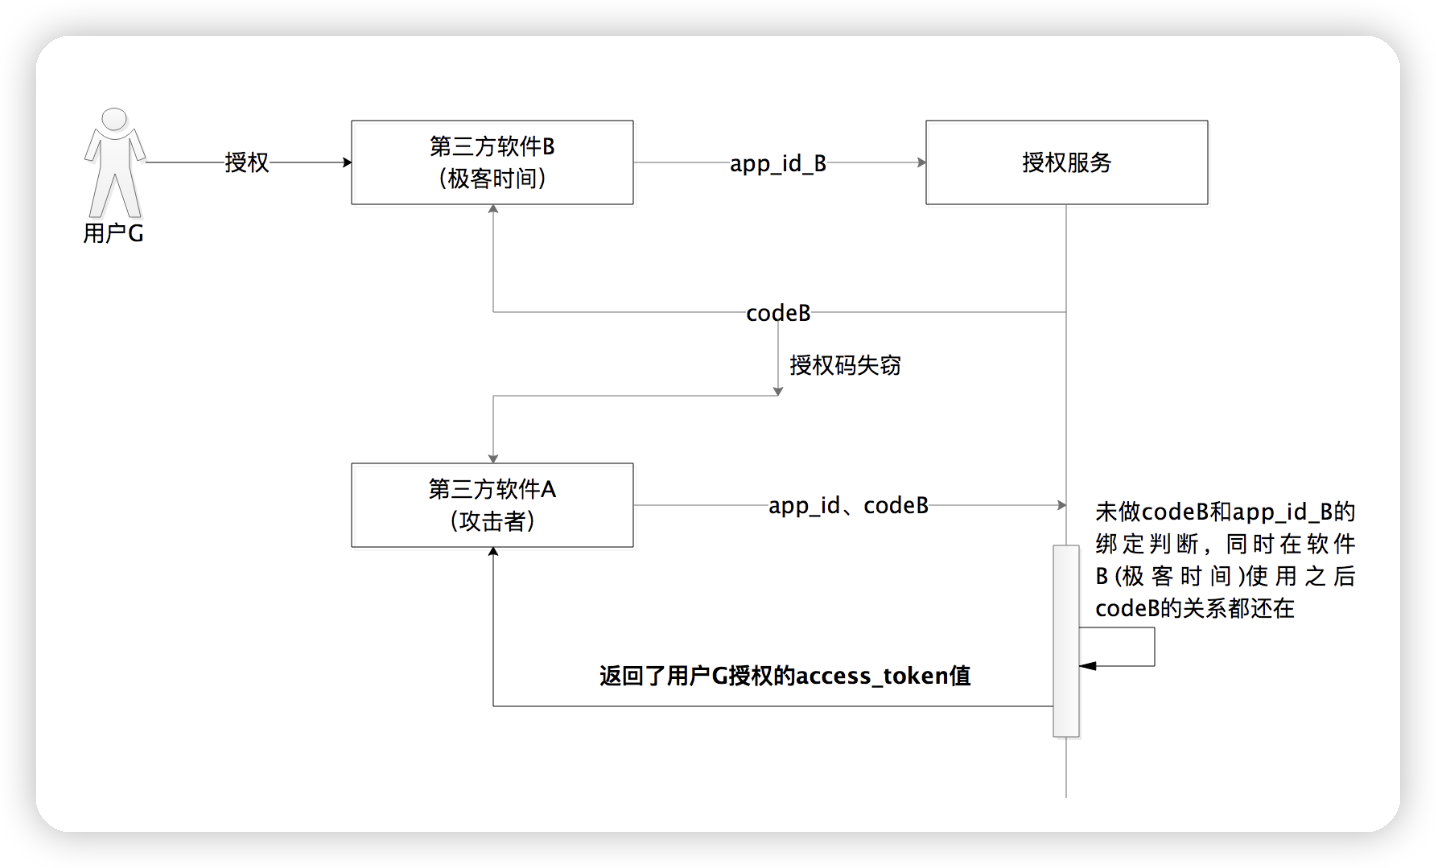 第三方软件B
（极客时间）
授权
app_id_B
授权服务
用户G
codeB
授权码失窃
第三方软件A
（攻击者）
app_id、codeB
未做codeB和app_id_B的
绑定判断，同时在软件
B(极客时间)使用之后
codeB的关系都还在
返回了用户G授权的access_token值